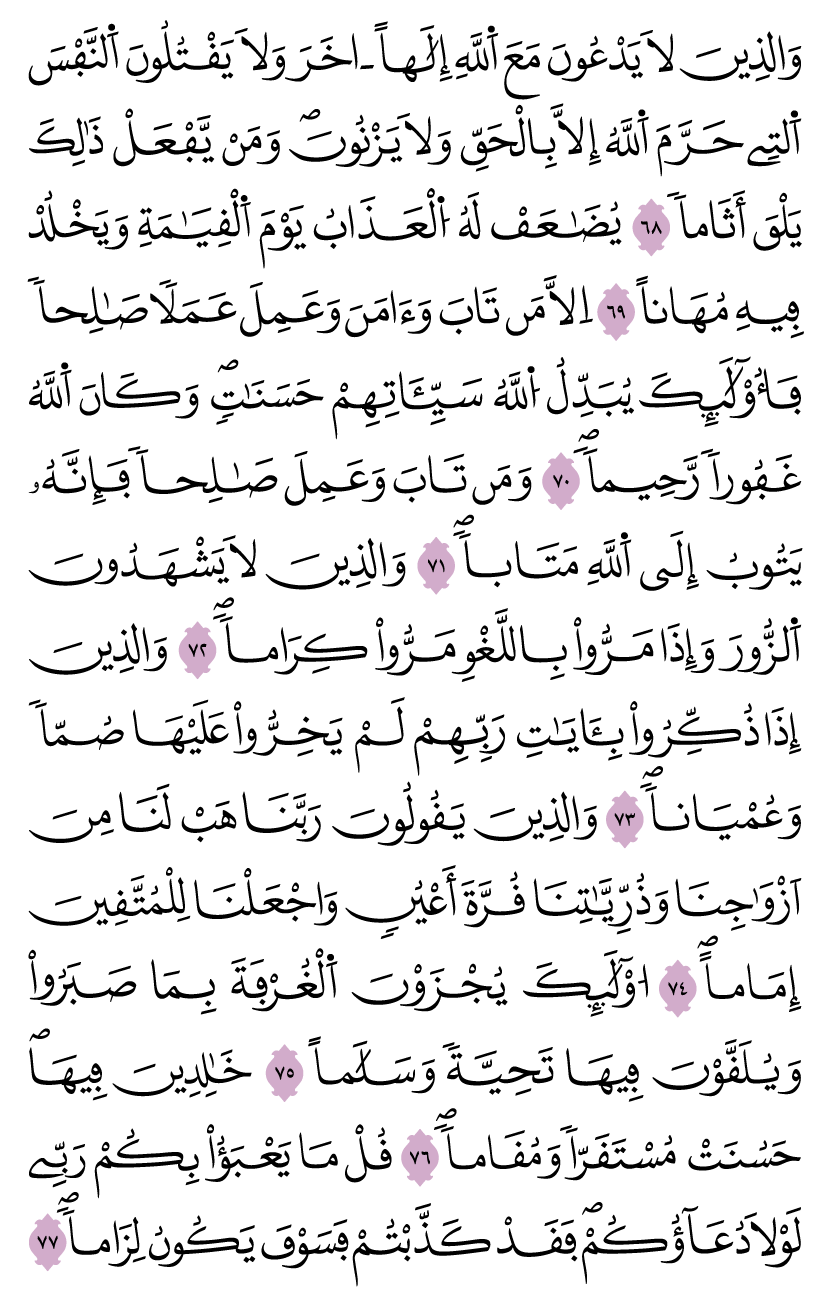 وَالذِينَ لَا يَدْعُونَ مَعَ اَ۬للَّهِ إِلَٰهاً ـ اخَرَ وَلَا يَفْتُلُونَ اَ۬لنَّفْسَ
اَ۬لتِے حَرَّمَ اَ۬للَّهُ إِلَّا بِالْحَقِّ وَلَا يَزْنُونَۖ وَمَنْ يَّفْعَلْ ذَٰلِكَ
يَلْقَ أَثَاماٗ ٦٨ يُضَٰعَفْ لَهُ اُ۬لْعَذَابُ يَوْمَ اَ۬لْقِيَٰمَةِ وَيَخْلُدْ
فِيهِ مُهَاناً ٦٩ اِلَّا مَن تَابَ وَءَامَنَ وَعَمِلَ عَمَلاٗ صَٰلِحاٗ
فَأُوْلَٰٓئِكَ يُبَدِّلُ اُ۬للَّهُ سَيِّـَٔاتِهِمْ حَسَنَٰتٖۖ وَكَانَ اَ۬للَّهُ
غَفُوراٗ رَّحِيماٗۖ ٧٠ وَمَن تَابَ وَعَمِلَ صَٰلِحاٗ فَإِنَّهُۥ
يَتُوبُ إِلَى اَ۬للَّهِ مَتَاباٗۖ ٧١ وَالذِينَ لَا يَشْهَدُونَ
اَ۬لزُّورَ وَإِذَا مَرُّواْ بِاللَّغْوِ مَرُّواْ كِرَاماٗۖ ٧٢ وَالذِينَ
إِذَا ذُكِّرُواْ بِـَٔايَٰتِ رَبِّهِمْ لَمْ يَخِرُّواْ عَلَيْهَا صُمّاٗ
وَعُمْيَاناٗۖ ٧٣ وَالذِينَ يَقُولُونَ رَبَّنَا هَبْ لَنَا مِنَ
اَزْوَٰجِنَا وَذُرِّيَّٰتِنَا قُرَّةَ أَعْيُنٖ وَاجْعَلْنَا لِلْمُتَّقِينَ
إِمَاماًۖ ٧٤ ا۟وْلَٰٓئِكَ يُجْزَوْنَ اَ۬لْغُرْفَةَ بِمَا صَبَرُواْ
وَيُلَقَّوْنَ فِيهَا تَحِيَّةٗ وَسَلَٰماً ٧٥ خَٰلِدِينَ فِيهَاۖ
حَسُنَتْ مُسْتَقَرّاٗ وَمُقَاماٗۖ ٧٦ قُلْ مَا يَعْبَؤُاْ بِكُمْ رَبِّے
لَوْلَا دُعَآؤُكُمْۖ فَقَدْ كَذَّبْتُمْ فَسَوْفَ يَكُونُ لِزَاماٗۖ ٧٧